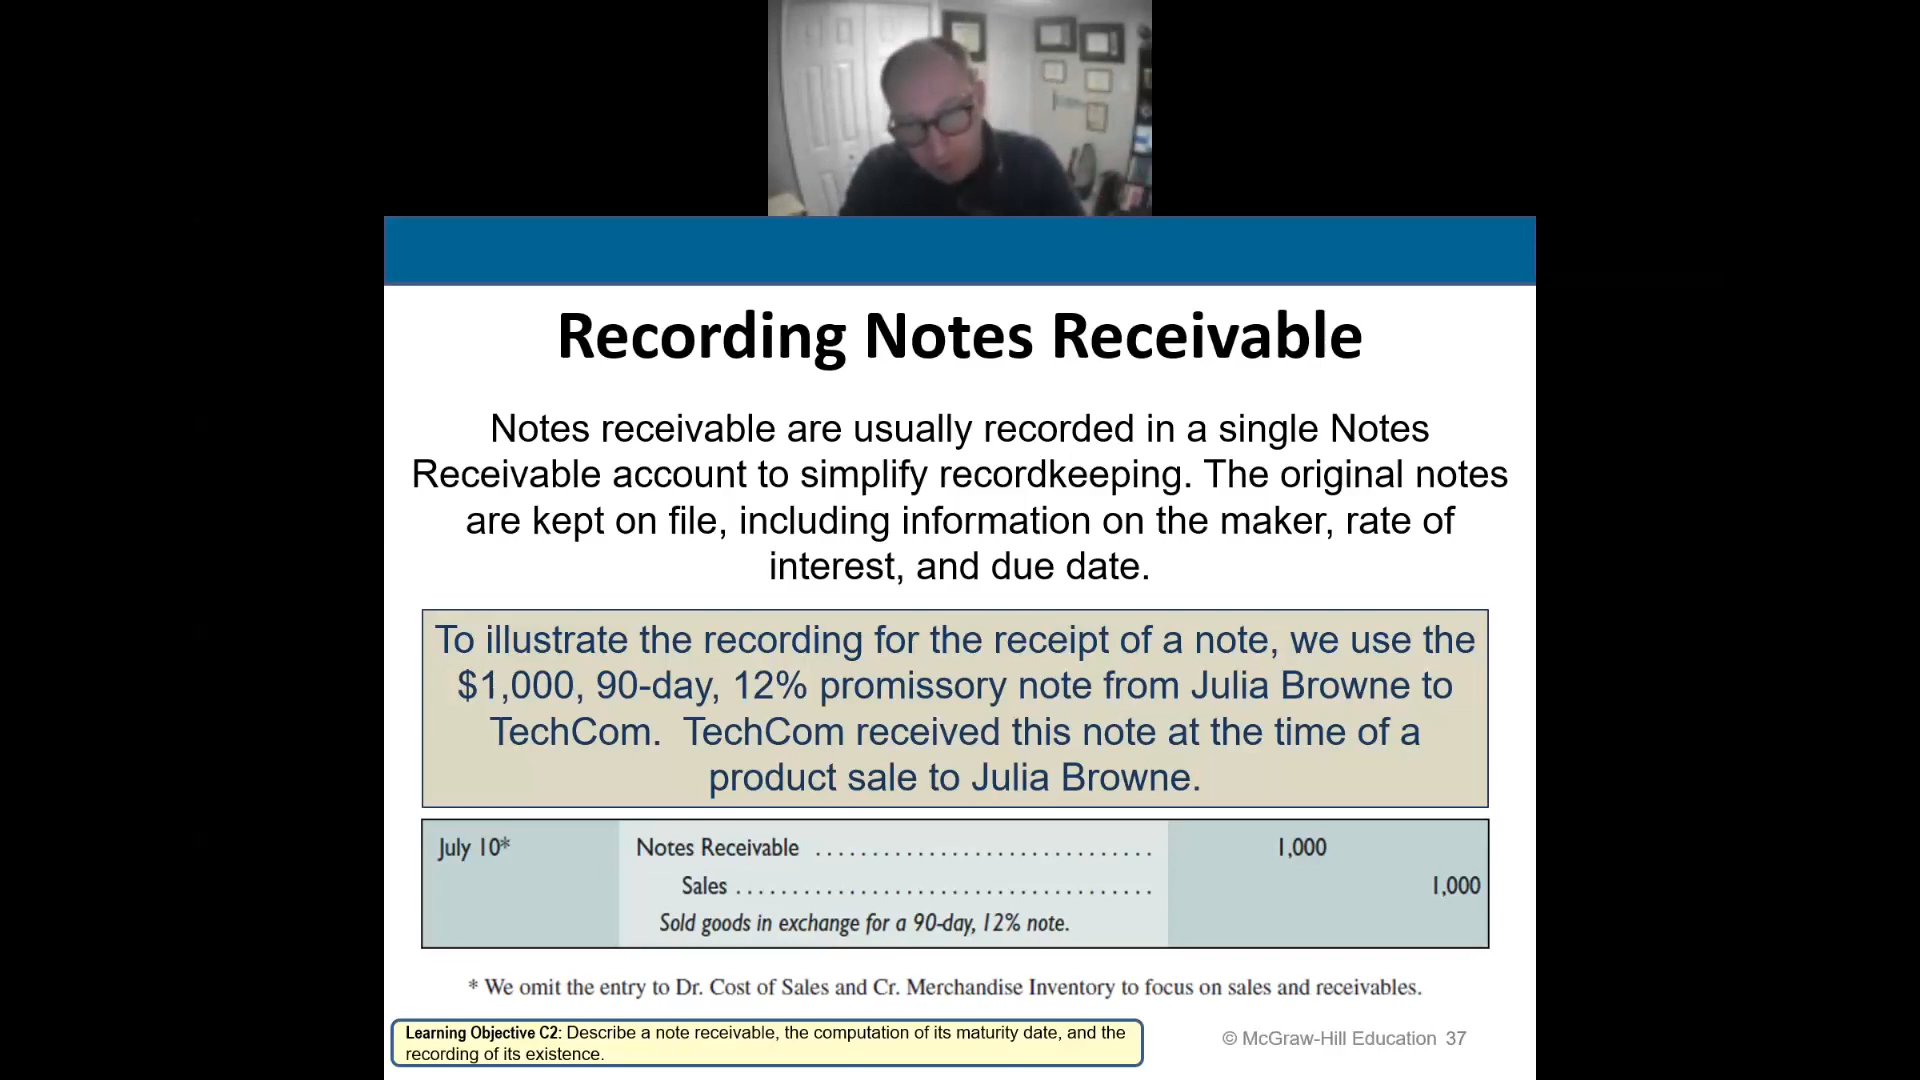 Recording Notes Receivable
Notes receivable are usually recorded in a single Notes
Receivable account to simplify recordkeeping. The original notes
are kept on file, including information on the maker, rate of
interest, and due date.
To illustrate the recording for the receipt of a note, we use the
$1,000, 90-day, 12% promissory note from Julia Browne to
TechCom.  TechCom received this note at the time of a
product sale to Julia Browne.
July 10* Notes Receivable .............................. 1,000
Sales ..................................... 1,000
Sold goods in exchange for a 90-day, 12% note.
* We omit the entry to Dr. Cost of Sales and Cr. Merchandise Inventory to focus on sales and receivables.
Learning Objective C2: Describe a note receivable, the computation of its maturity date, and the
recording of its existence.
© McGraw-Hill Education 37